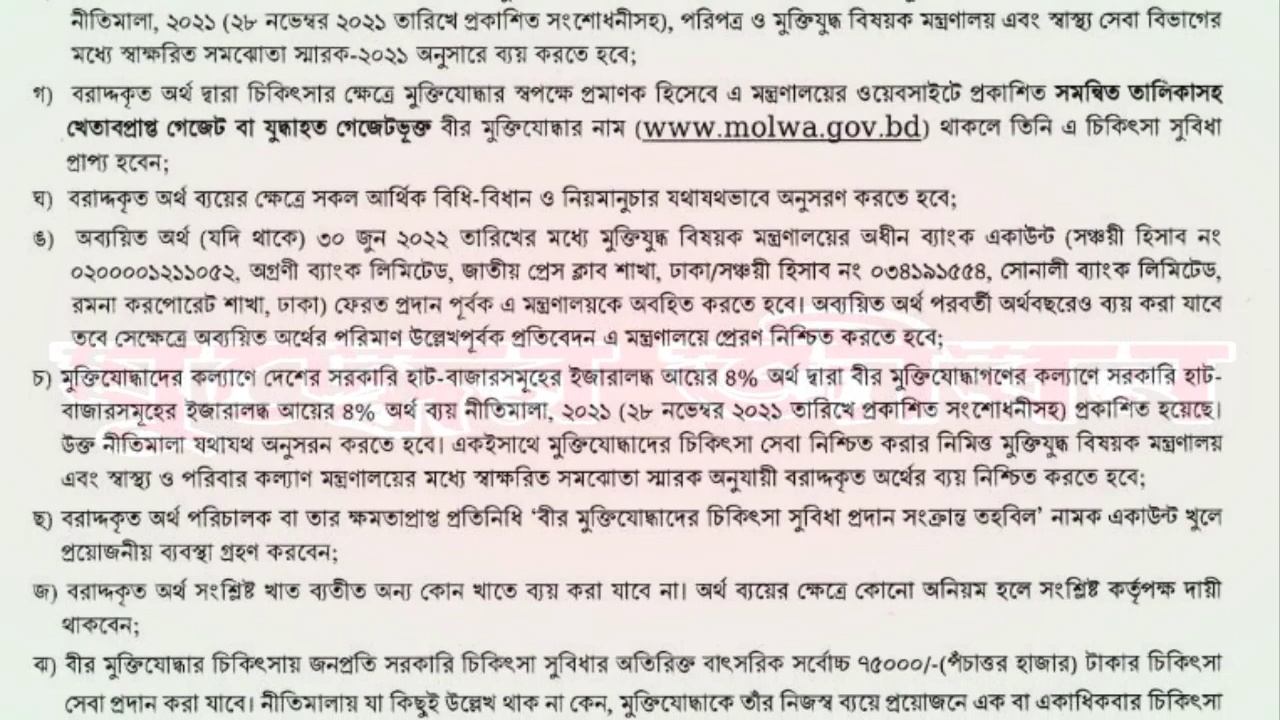 নীতিমালা, ২০২১ (২৮ নভেম্বর ২০২১ তারিখে প্রকাশিত সংশোধনীসহ), পরিপত্র ও মুক্তিযুদ্ধ বিষয়ক মন্ত্রণালয় এবং স্বাস্থ্য সেবা বিভাগের
মধ্যে স্বাক্ষরিত সমঝোতা স্মারক-২০২১ অনুসারে ব্যয় করতে হবে;
গ) বরাদ্দকৃত অর্থ দ্বারা চিকিৎসার ক্ষেত্রে মুক্তিযোদ্ধার স্বপক্ষে প্রমাণক হিসেবে এ মন্ত্রণালয়ের ওয়েবসাইটে প্রকাশিত সমন্বিত তালিকাসহ
খেতাবপ্রাপ্ত গেজেট বা যুদ্ধাহত গেজেটভূক্ত বীর মুক্তিযোদ্ধার নাম (www.molwa.gov.bd) থাকলে তিনি এ চিকিৎসা সুবিধা
প্রাপ্য হবেন;
ঘ) বরাদ্দকৃত অর্থ ব্যয়ের ক্ষেত্রে সকল আর্থিক বিধি-বিধান ও নিয়মানুচার যথাযথভাবে অনুসরণ করতে হবে;
ঙ) অব্যয়িত অর্থ (যদি থাকে) ৩০ জুন ২০২২ তারিখের মধ্যে মুক্তিযুদ্ধ বিষয়ক মন্ত্রণালয়ের অধীন ব্যাংক একাউন্ট (সঞ্চয়ী হিসাব নং
০২০০০০১২১১০৫২, অগ্রণী ব্যাংক লিমিটেড, জাতীয় প্রেস ক্লাব শাখা, ঢাকা/সঞ্চয়ী হিসাব নং ০৩৪১৯১৫৫৪, সোনালী ব্যাংক লিমিটেড,
রমনা করপোরেট শাখা, ঢাকা) ফেরত প্রদান পূর্বক এ মন্ত্রণালয়কে অবহিত করতে হবে। অব্যয়িত অর্থ পরবর্তী অর্থবছরেও ব্যয় করা যাবে
তবে সেক্ষেত্রে অব্যয়িত অর্থের পরিমাণ উল্লেখপূর্বক প্রতিবেদন এ মন্ত্রণালয়ে প্রেরণ নিশ্চিত করতে হবে;
চ) মুক্তিযোদ্ধাদের কল্যাণে দেশের সরকারি হাট-বাজারসমূহের ইজারালব্ধ আয়ের ৪% অর্থ দ্বারা বীর মুক্তিযোদ্ধাগণের কল্যাণে সরকারি হাট-
বাজারসমূহের ইজারালব্ধ আয়ের ৪% অর্থ ব্যয় নীতিমালা, ২০২১ (২৮ নভেম্বর ২০২১ তারিখে প্রকাশিত সংশোধনীসহ) প্রকাশিত হয়েছে।
উক্ত নীতিমালা যথাযথ অনুসরন করতে হবে। একইসাথে মুক্তিযোদ্ধাদের চিকিৎসা সেবা নিশ্চিত করার নিমিত্ত মুক্তিযুদ্ধ বিষয়ক মন্ত্রণালয়
এবং স্বাস্থ্য ও পরিবার কল্যাণ মন্ত্রণালয়ের মধ্যে স্বাক্ষরিত সমঝোতা স্মারক অনুযায়ী বরাদ্দকৃত অর্থের ব্যয় নিশ্চিত করতে হবে;
ছ) বরাদ্দকৃত অর্থ পরিচালক বা তার ক্ষমতাপ্রাপ্ত প্রতিনিধি ‘বীর মুক্তিযোদ্ধাদের চিকিৎসা সুবিধা প্রদান সংক্রান্ত তহবিল’ নামক একাউন্ট খুলে
প্রয়োজনীয় ব্যবস্থা গ্রহণ করবেন;
জ) বরাদ্দকৃত অর্থ সংশ্লিষ্ট খাত ব্যতীত অন্য কোন খাতে ব্যয় করা যাবে না। অর্থ ব্যয়ের ক্ষেত্রে কোনো অনিয়ম হলে সংশ্লিষ্ট কর্তৃপক্ষ দায়ী
থাকবেন;
ঝ) বীর মুক্তিযোদ্ধার চিকিৎসায় জনপ্রতি সরকারি চিকিৎসা সুবিধার অতিরিক্ত বাৎসরিক সর্বোচ্চ ৭৫০০০/-(পঁচাত্তর হাজার) টাকার চিকিৎসা
সেবা প্রদান করা যাবে। নীতিমালায় যা কিছুই উল্লেখ থাক না কেন, মুক্তিযোদ্ধাকে তাঁর নিজস্ব ব্যয়ে প্রয়োজনে এক বা একাধিকবার চিকিৎসা